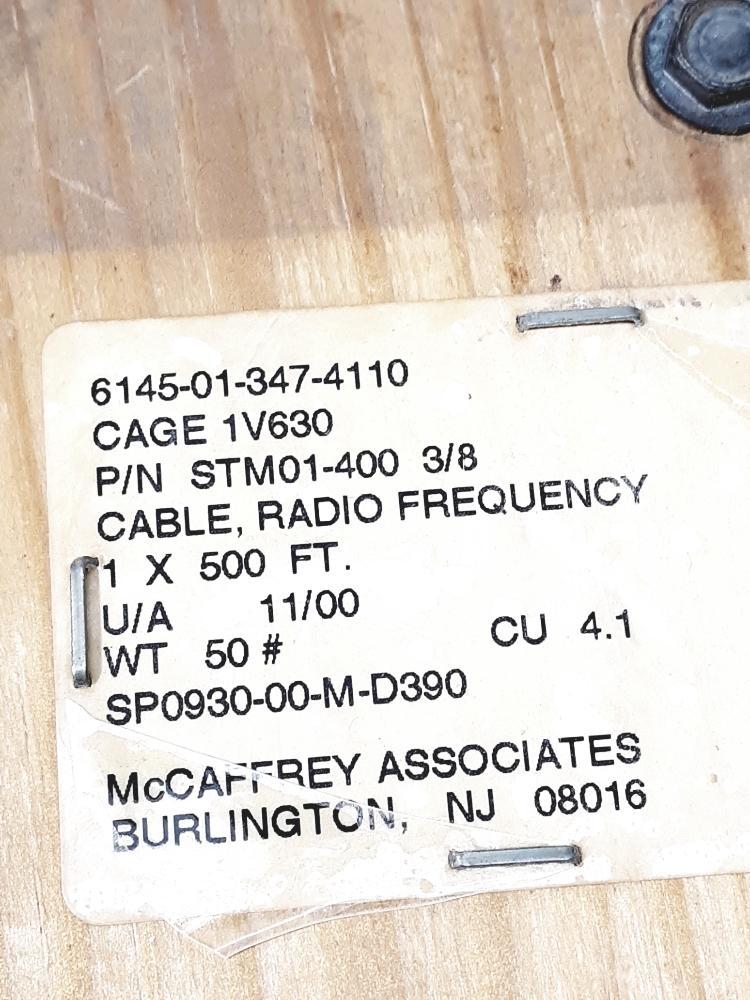 6145-01-347-4110
CAGE 1V630
P/N STM01-400 3/8
CABLE, RADIO FREQUENCY
1 X 500 FT.
U/A 11/00
WT 50 # CU 4.1
SP0930-00-M-D390
McCAFFREY ASSOCIATES
BURLINGTON, NJ 08016